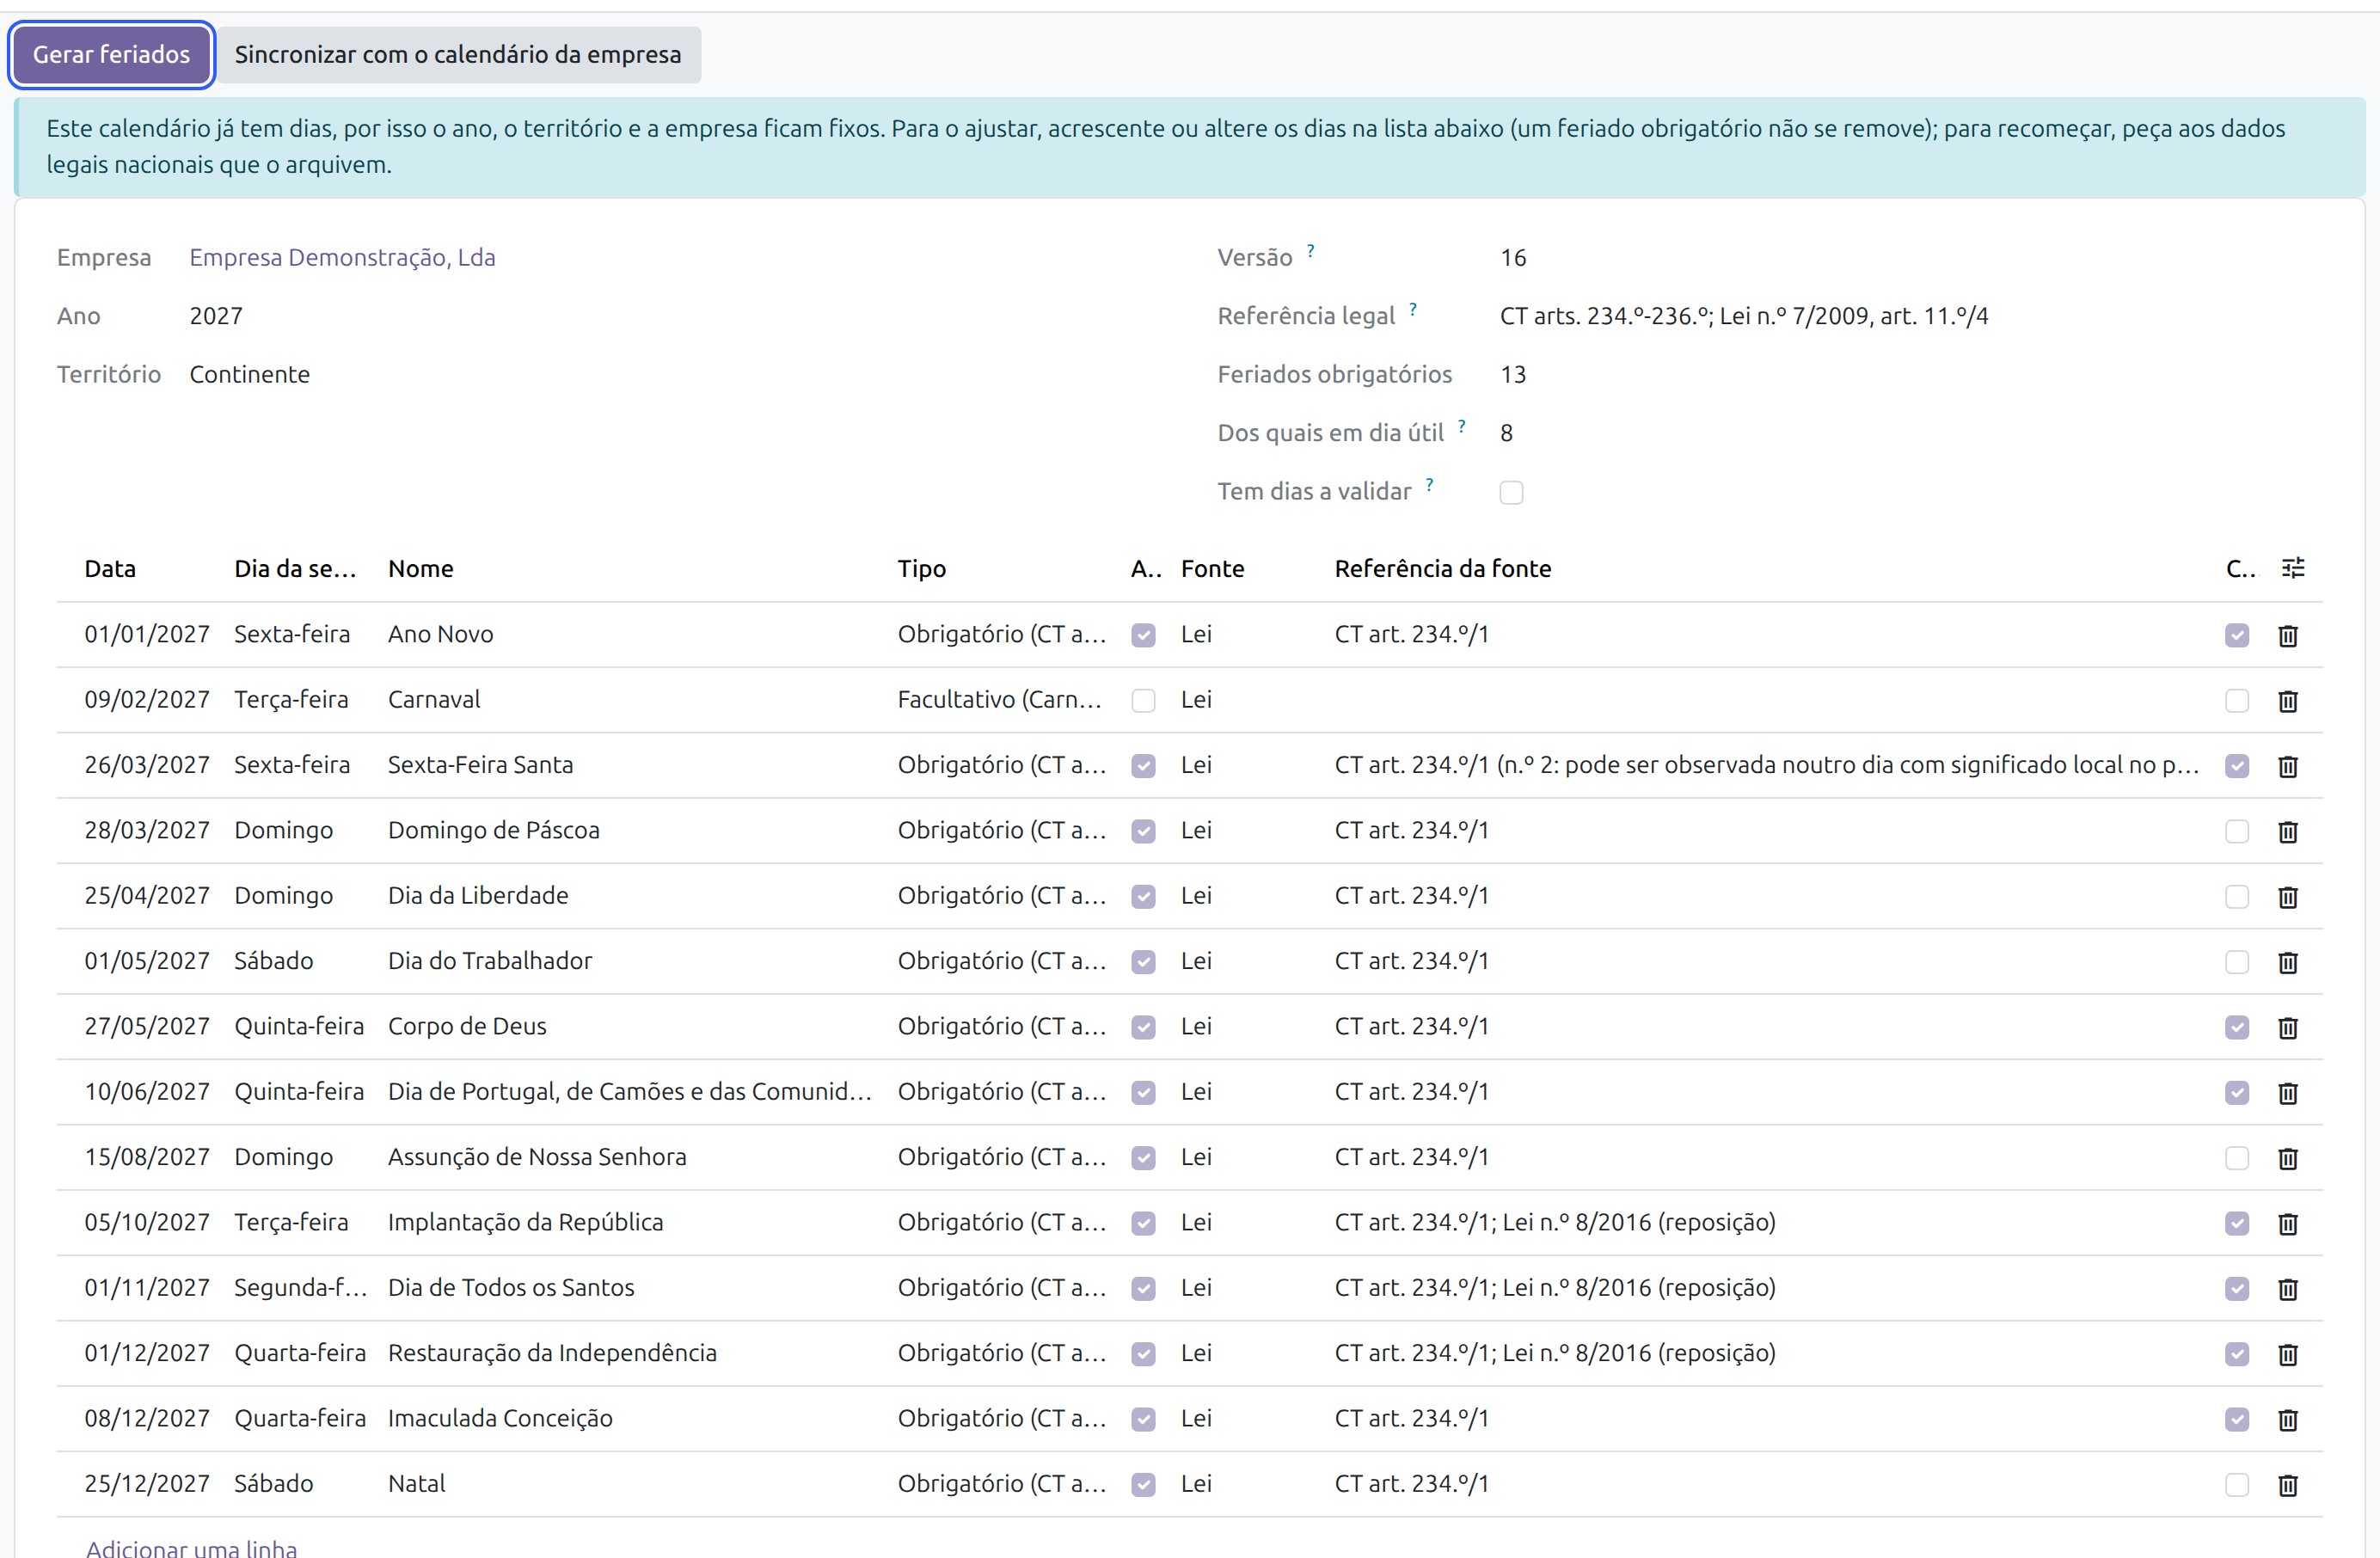 Gerar feriados
Sincronizar com o calendário da empresa
Este calendário já tem dias, por isso o ano, o território e a empresa ficam fixos. Para o ajustar, acrescente ou altere os dias na lista abaixo (um feriado obrigatório não se remove); para recomeçar, peça aos dados
legais nacionais que o arquivem.
Empresa Empresa Demonstração, Lda
Ano 2027
Território Continente
Versão ? 16
Referência legal ? CT arts. 234.º-236.º; Lei n.º 7/2009, art. 11.º/4
Feriados obrigatórios 13
Dos quais em dia útil ? 8
Tem dias a validar ?
Data Dia da se... Nome Tipo A.. Fonte Referência da fonte C..
01/01/2027 Sexta-feira Ano Novo Obrigatório (CT a... Lei CT art. 234.º/1
09/02/2027 Terça-feira Carnaval Facultativo (Carn... Lei
26/03/2027 Sexta-feira Sexta-Feira Santa Obrigatório (CT a... Lei CT art. 234.º/1 (n.º 2: pode ser observada noutro dia com significado local no p...
28/03/2027 Domingo Domingo de Páscoa Obrigatório (CT a... Lei CT art. 234.º/1
25/04/2027 Domingo Dia da Liberdade Obrigatório (CT a... Lei CT art. 234.º/1
01/05/2027 Sábado Dia do Trabalhador Obrigatório (CT a... Lei CT art. 234.º/1
27/05/2027 Quinta-feira Corpo de Deus Obrigatório (CT a... Lei CT art. 234.º/1
10/06/2027 Quinta-feira Dia de Portugal, de Camões e das Comunid... Obrigatório (CT a... Lei CT art. 234.º/1
15/08/2027 Domingo Assunção de Nossa Senhora Obrigatório (CT a... Lei CT art. 234.º/1
05/10/2027 Terça-feira Implantação da República Obrigatório (CT a... Lei CT art. 234.º/1; Lei n.º 8/2016 (reposição)
01/11/2027 Segunda-f... Dia de Todos os Santos Obrigatório (CT a... Lei CT art. 234.º/1; Lei n.º 8/2016 (reposição)
01/12/2027 Quarta-feira Restauração da Independência Obrigatório (CT a... Lei CT art. 234.º/1; Lei n.º 8/2016 (reposição)
08/12/2027 Quarta-feira Imaculada Conceição Obrigatório (CT a... Lei CT art. 234.º/1
25/12/2027 Sábado Natal Obrigatório (CT a... Lei CT art. 234.º/1
Adicionar uma linha